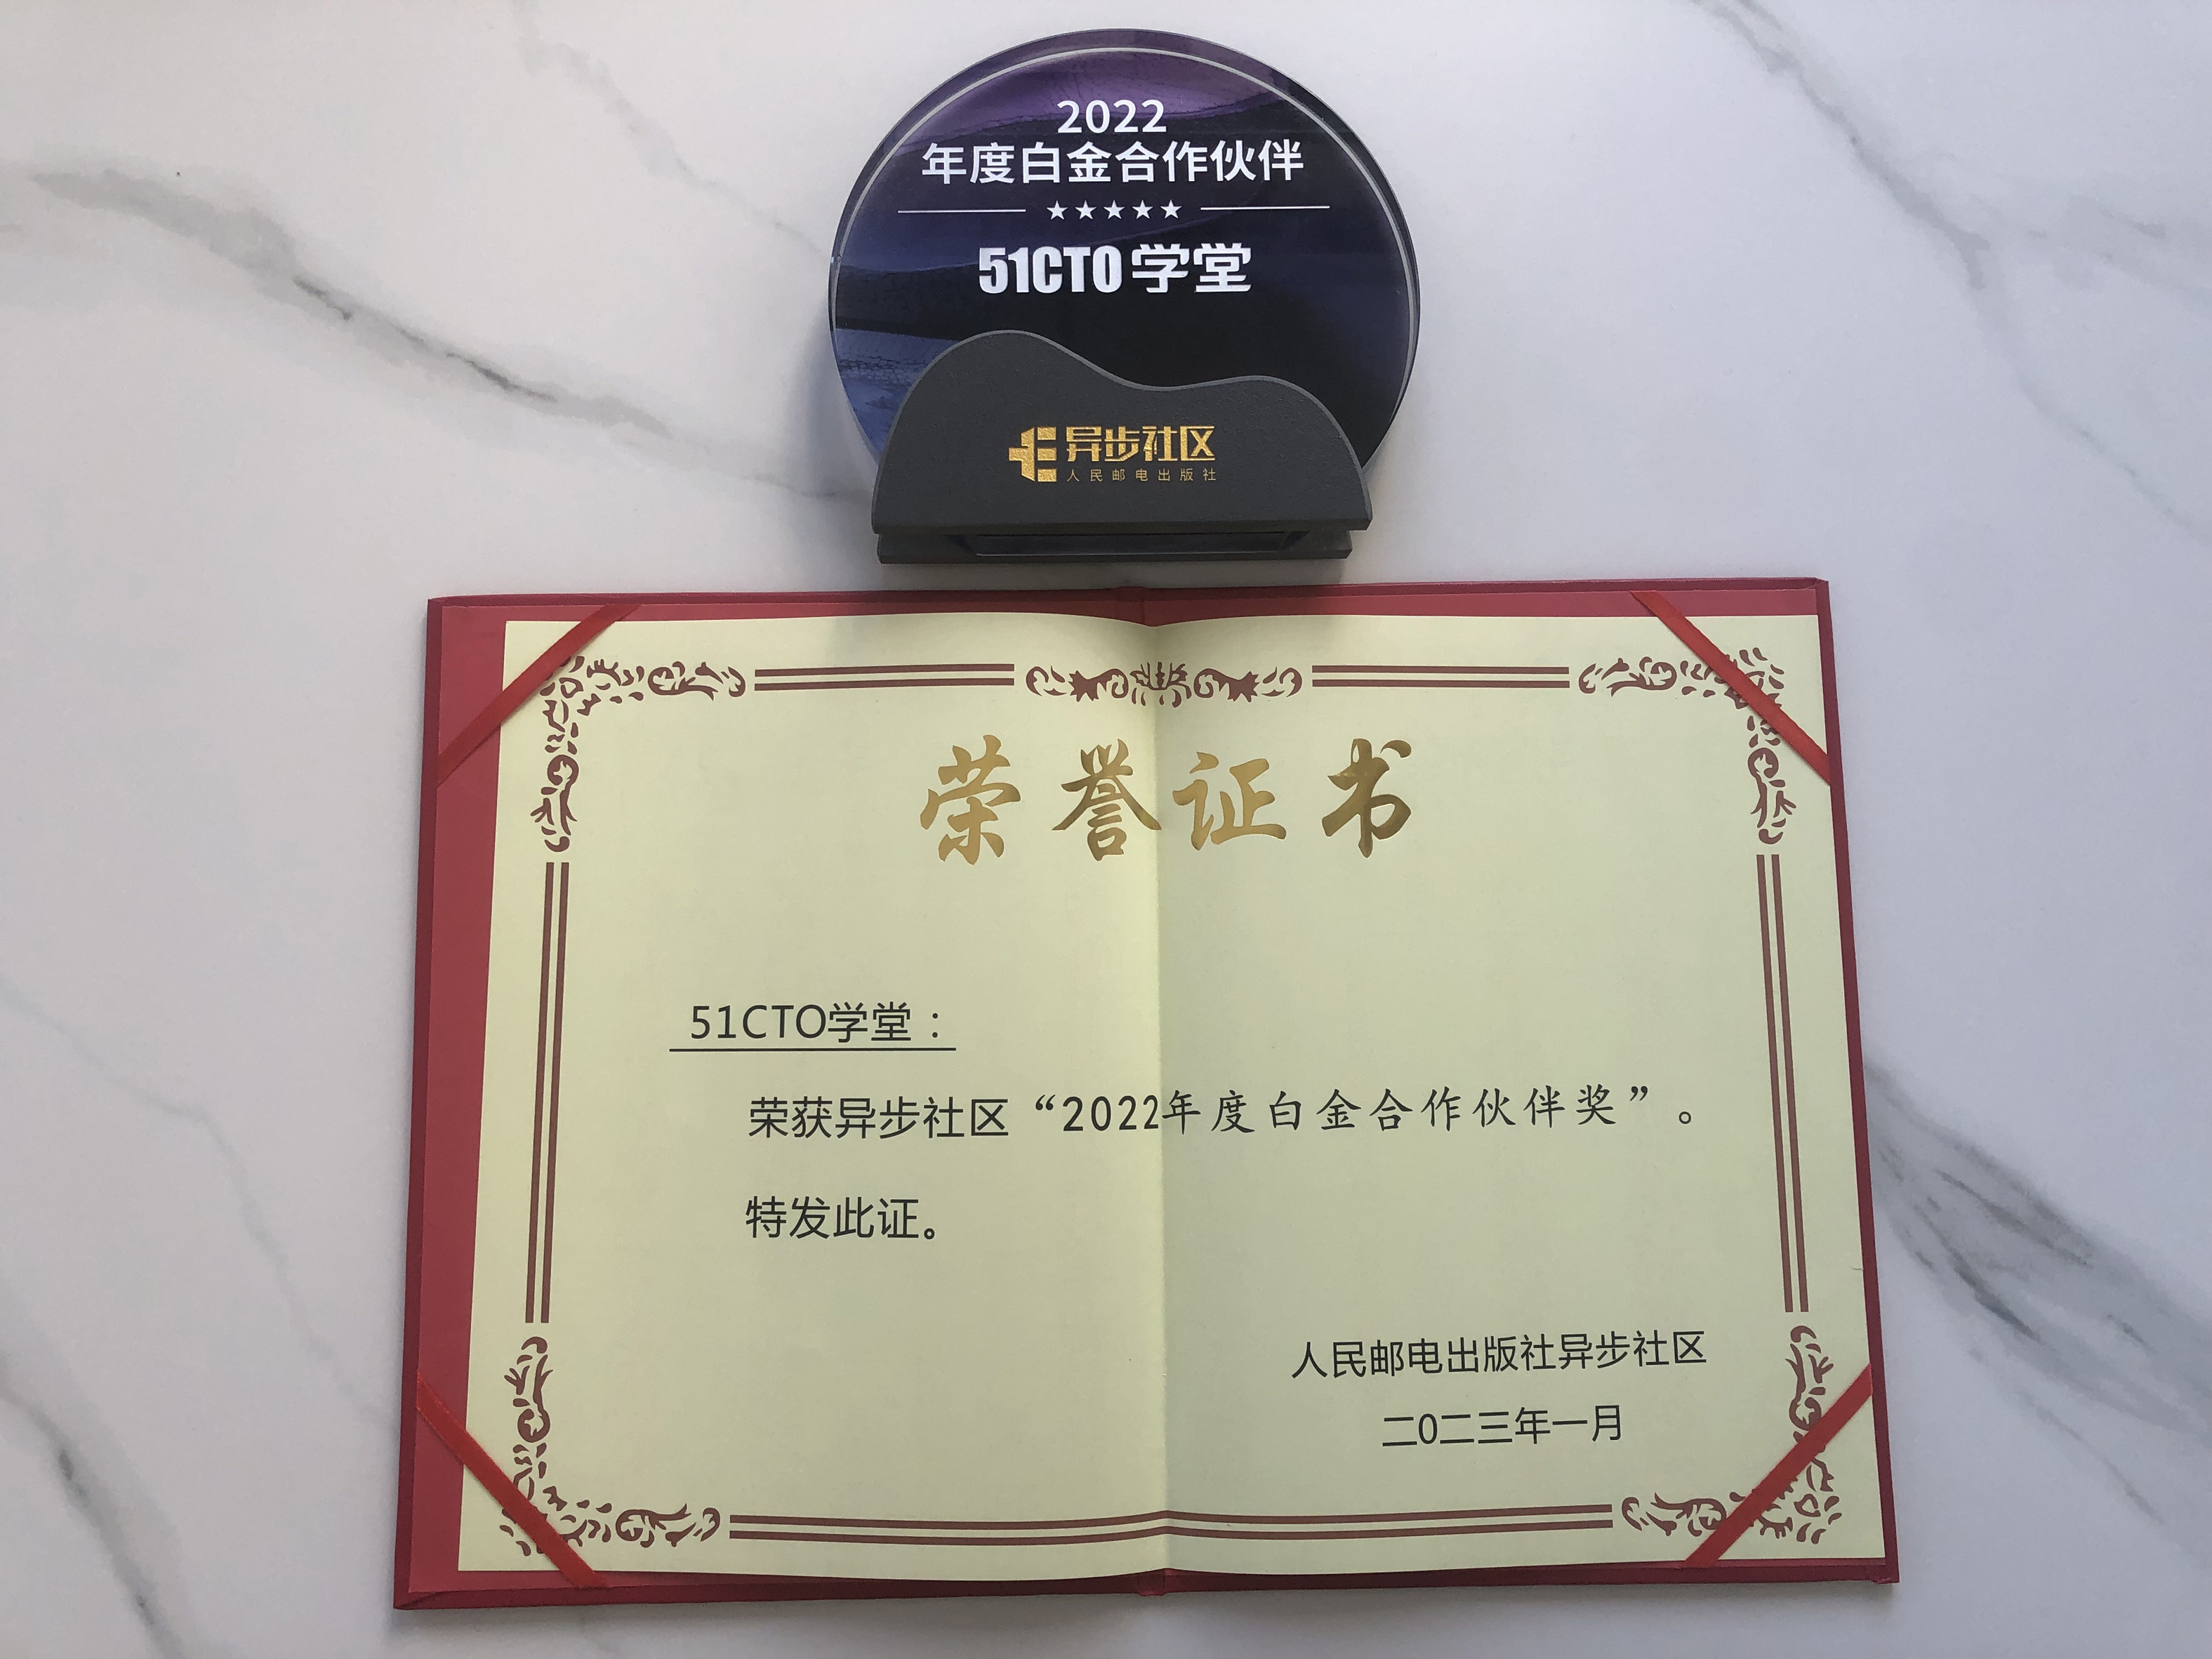 2022
年度白金合作伙伴
★★★★★
51CTO学堂
异步社区
人民邮电出版社
荣誉证书
51CTO学堂：
荣获异步社区“2022年度白金合作伙伴奖”。
特发此证。
人民邮电出版社异步社区
二0二三年一月